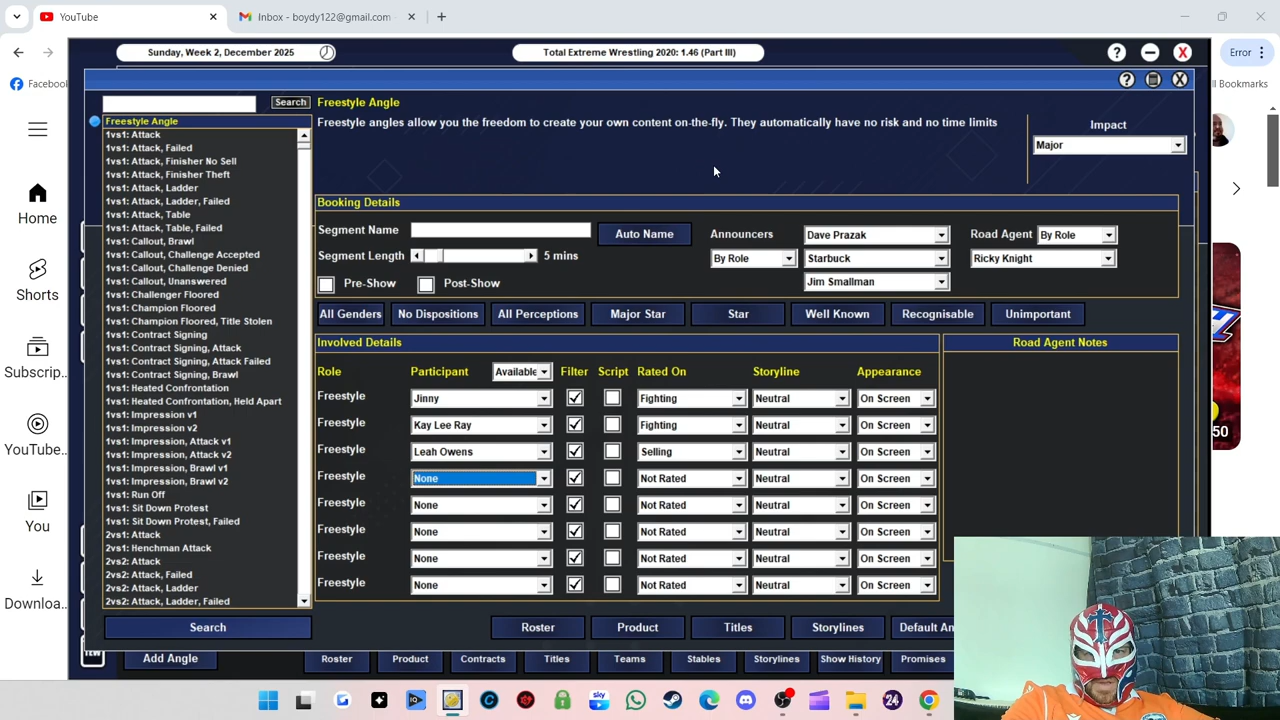 YouTube
Inbox - boydy122@gmail.com -
Error
Facebook
ll Bookmarks
Home
Shorts
Subscrip...
YouTube...
You
Downloa...
Sunday, Week 2, December 2025
Total Extreme Wrestling 2020: 1.46 (Part III)
Search
Freestyle Angle
Freestyle Angle
1vs1: Attack
1vs1: Attack, Failed
1vs1: Attack, Finisher No Sell
1vs1: Attack, Finisher Theft
1vs1: Attack, Ladder
1vs1: Attack, Ladder, Failed
1vs1: Attack, Table
1vs1: Attack, Table, Failed
1vs1: Callout, Brawl
1vs1: Callout, Challenge Accepted
1vs1: Callout, Challenge Denied
1vs1: Callout, Unanswered
1vs1: Challenger Floored
1vs1: Champion Floored
1vs1: Champion Floored, Title Stolen
1vs1: Contract Signing
1vs1: Contract Signing, Attack
1vs1: Contract Signing, Attack Failed
1vs1: Contract Signing, Brawl
1vs1: Heated Confrontation
1vs1: Heated Confrontation, Held Apart
1vs1: Impression v1
1vs1: Impression v2
1vs1: Impression, Attack v1
1vs1: Impression, Attack v2
1vs1: Impression, Brawl v1
1vs1: Impression, Brawl v2
1vs1: Run Off
1vs1: Sit Down Protest
1vs1: Sit Down Protest, Failed
2vs1: Attack
2vs1: Henchman Attack
2vs2: Attack
2vs2: Attack, Failed
2vs2: Attack, Ladder
2vs2: Attack, Ladder, Failed
Search
Freestyle angles allow you the freedom to create your own content on-the-fly. They automatically have no risk and no time limits
Impact
Major
Booking Details
Segment Name Auto Name Announcers Dave Prazak Road Agent By Role
Segment Length 5 mins By Role Starbuck Ricky Knight
Pre-Show Post-Show Jim Smallman
All Genders No Dispositions All Perceptions Major Star Star Well Known Recognisable Unimportant
Involved Details Road Agent Notes
Role Participant Available Filter Script Rated On Storyline Appearance
Freestyle Jinny Fighting Neutral On Screen
Freestyle Kay Lee Ray Fighting Neutral On Screen
Freestyle Leah Owens Selling Neutral On Screen
Freestyle None Not Rated Neutral On Screen
Freestyle None Not Rated Neutral On Screen
Freestyle None Not Rated Neutral On Screen
Freestyle None Not Rated Neutral On Screen
Freestyle None Not Rated Neutral On Screen
Roster Product Titles Storylines Default An
Add Angle Roster Product Contracts Titles Teams Stables Storylines Show History Promises
50
sky
24